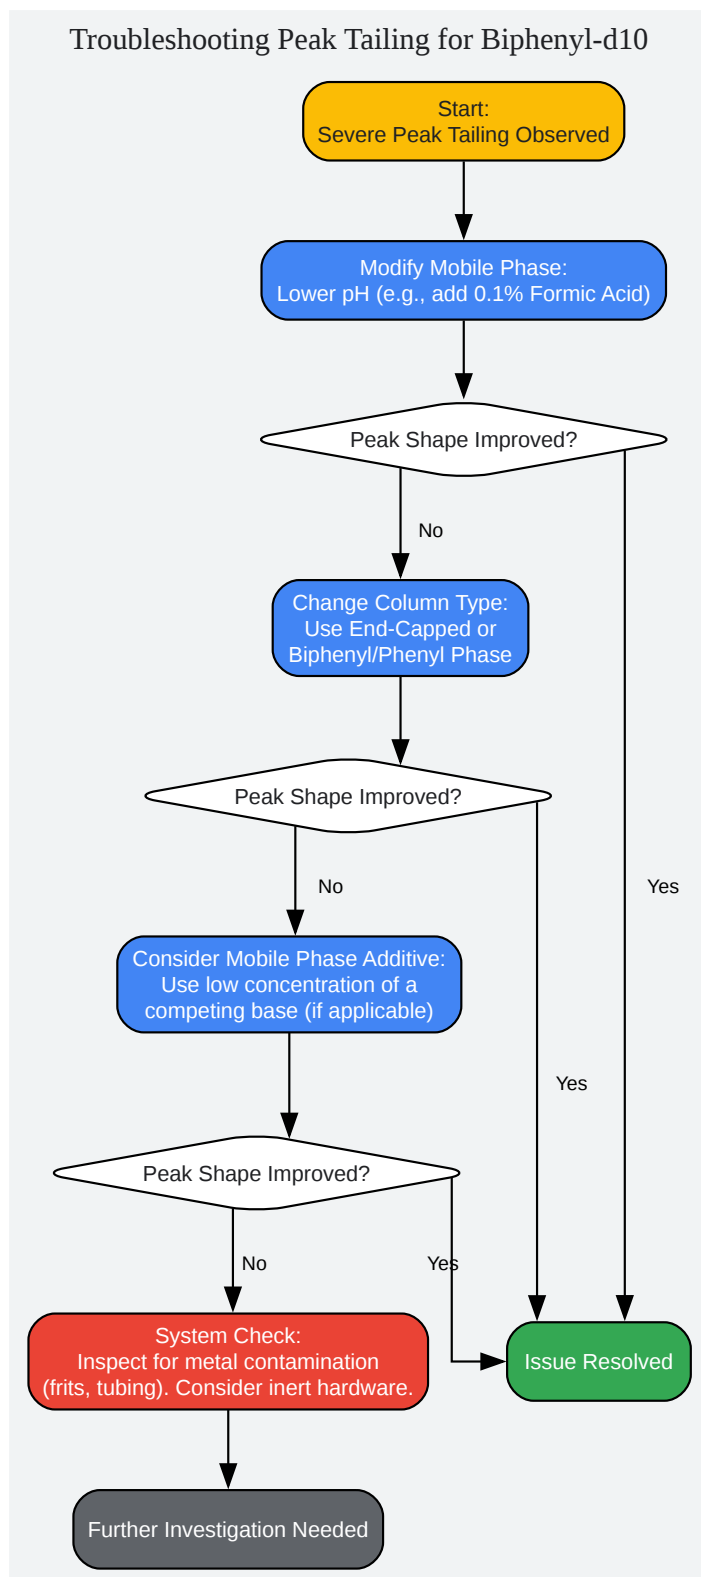 Troubleshooting Peak Tailing for Biphenyl-d10
Start:
Severe Peak Tailing Observed
Modify Mobile Phase:
Lower pH (e.g., add 0.1% Formic Acid)
Peak Shape Improved?
No
Change Column Type:
Use End-Capped or
Biphenyl/Phenyl Phase
Peak Shape Improved?
No
Yes
Consider Mobile Phase Additive:
Use low concentration of a
competing base (if applicable)
Yes
Peak Shape Improved?
No
Yes
System Check:
Inspect for metal contamination
(frits, tubing). Consider inert hardware.
Issue Resolved
Further Investigation Needed